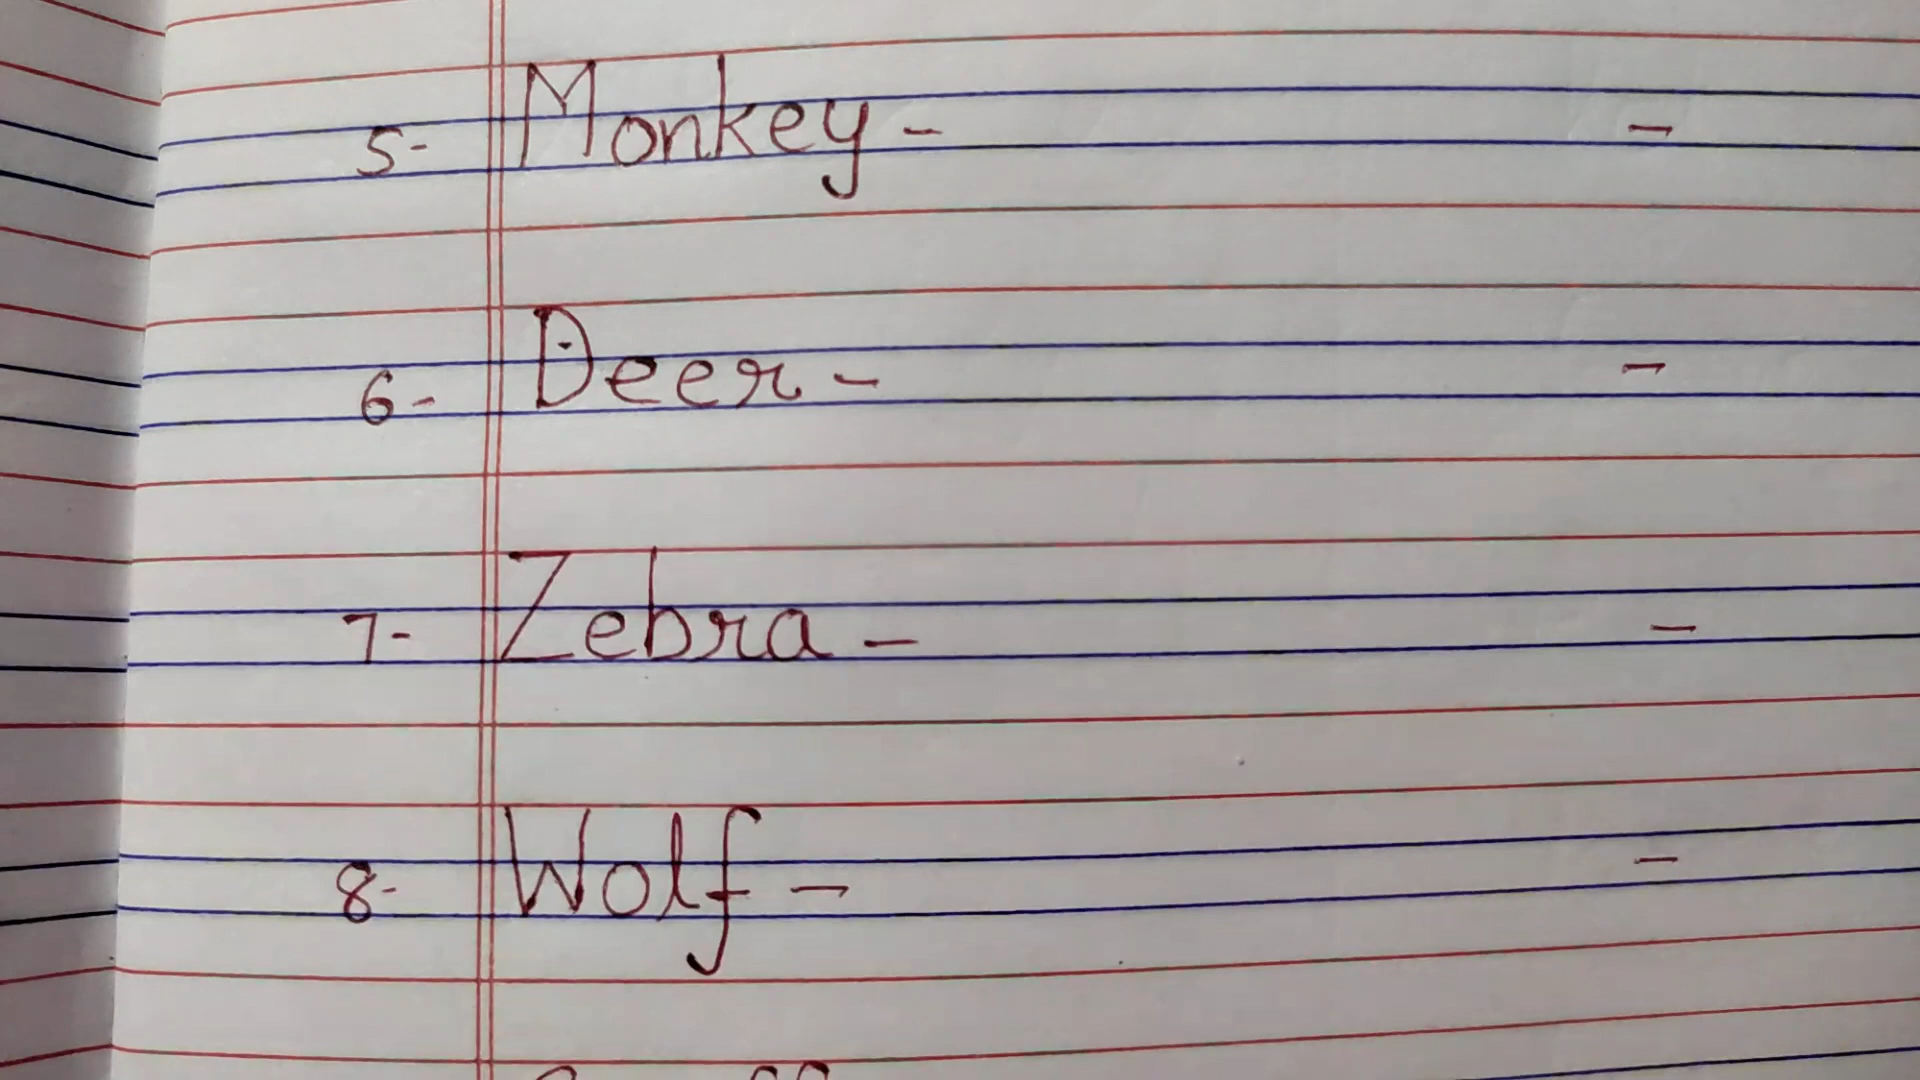 5- Monkey - -
6- Deer - -
7- Zebra - -
8- Wolf - -